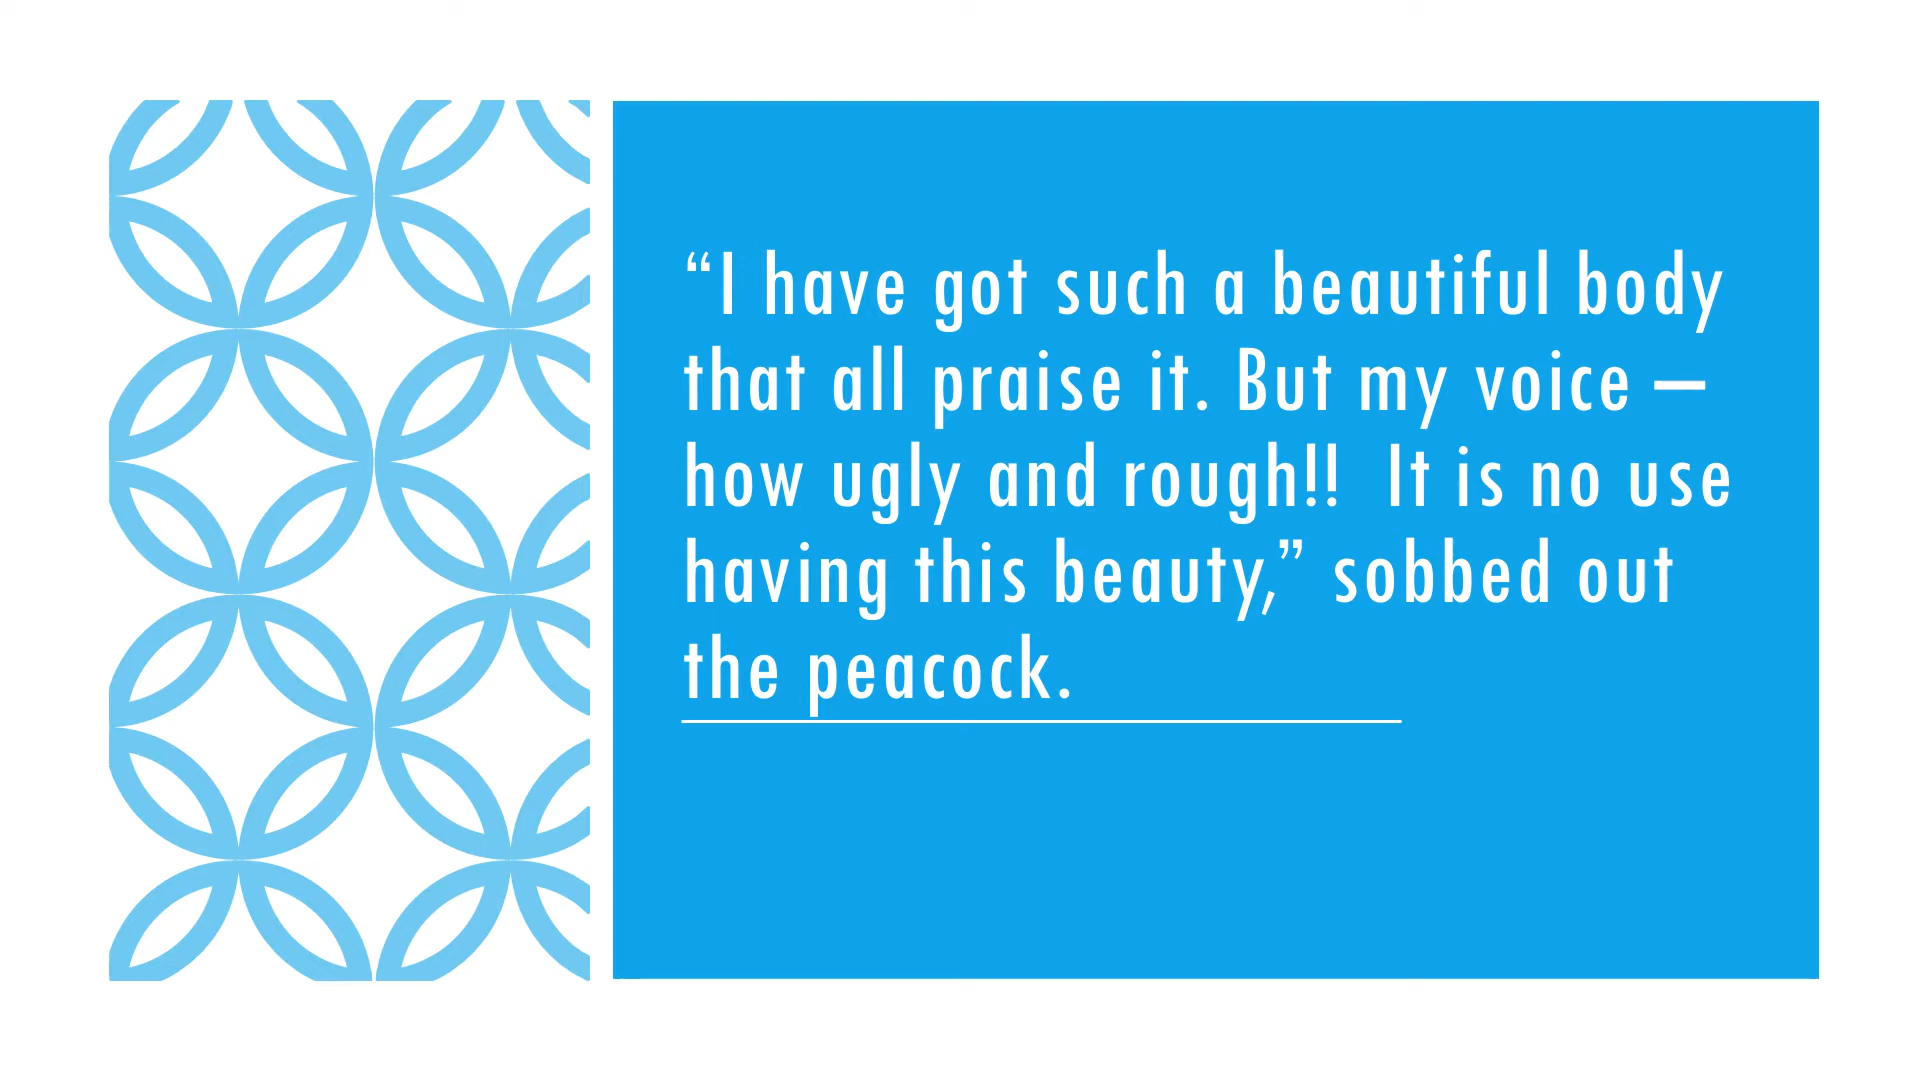 “I have got such a beautiful body
that all praise it. But my voice –
how ugly and rough!!  It is no use
having this beauty,” sobbed out
the peacock.